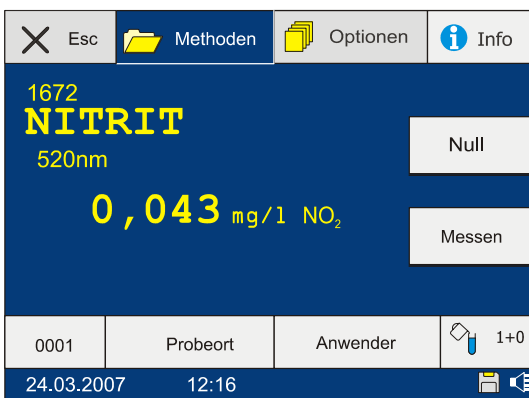 Esc Methoden Optionen Info
1672
NITRIT
520nm
Null
0,043 mg/l NO₂
Messen
0001 Probeort Anwender 1+0
24.03.2007 12:16